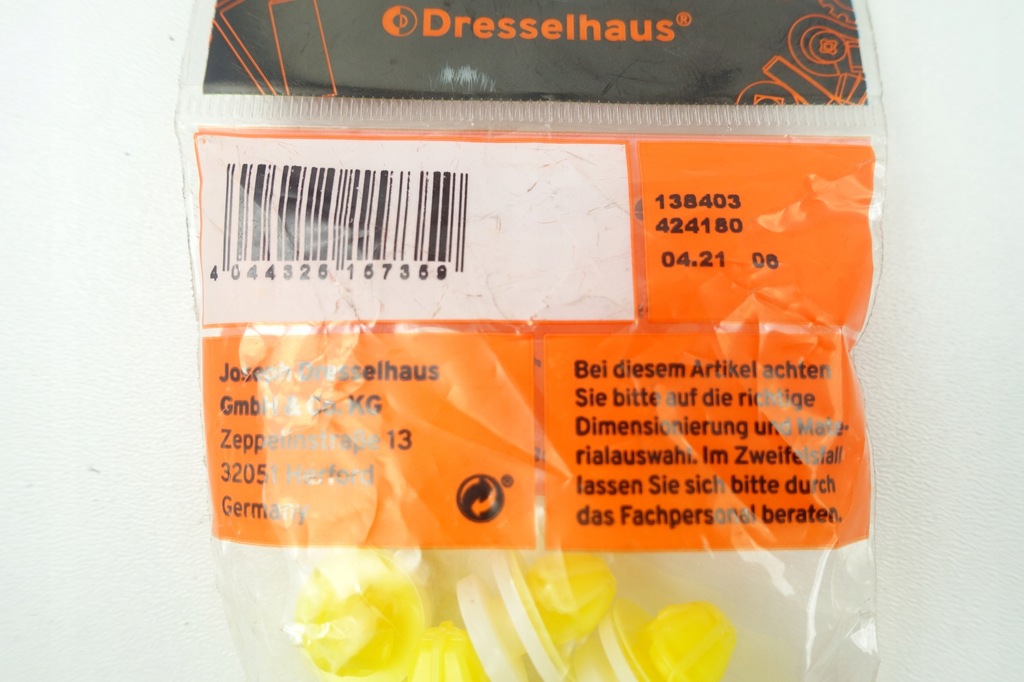 Dresselhaus®
4 044326 167369
138403
424180
04.21 06
Joseph Dresselhaus
GmbH & Co. KG
Zeppelinstraße 13
32051 Herford
Germany
®
Bei diesem Artikel achten
Sie bitte auf die richtige
Dimensionierung und Mate-
rialauswahl. Im Zweifelsfall
lassen Sie sich bitte durch
das Fachpersonal beraten.